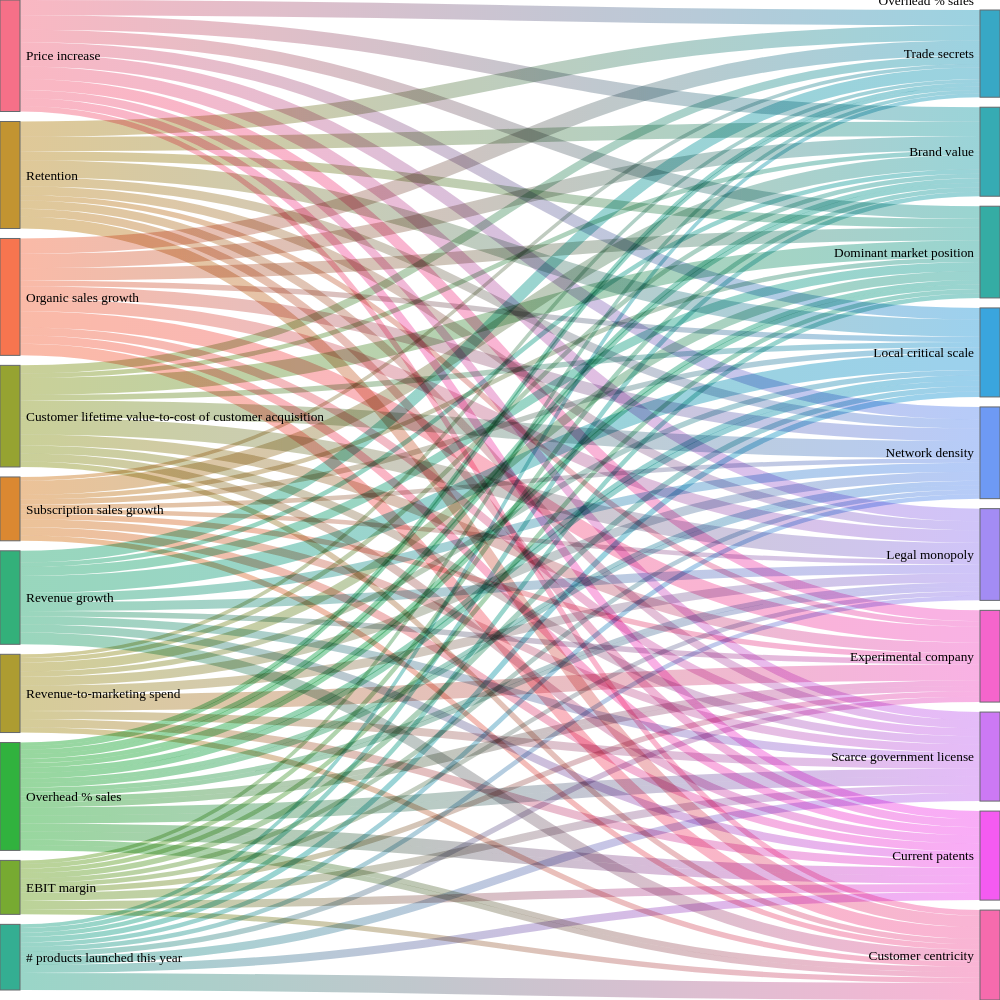 Price increase
Retention
Organic sales growth
Customer lifetime value-to-cost of customer acquisition
Subscription sales growth
Revenue growth
Revenue-to-marketing spend
Overhead % sales
EBIT margin
# products launched this year
Overhead % sales
Trade secrets
Brand value
Dominant market position
Local critical scale
Network density
Legal monopoly
Experimental company
Scarce government license
Current patents
Customer centricity